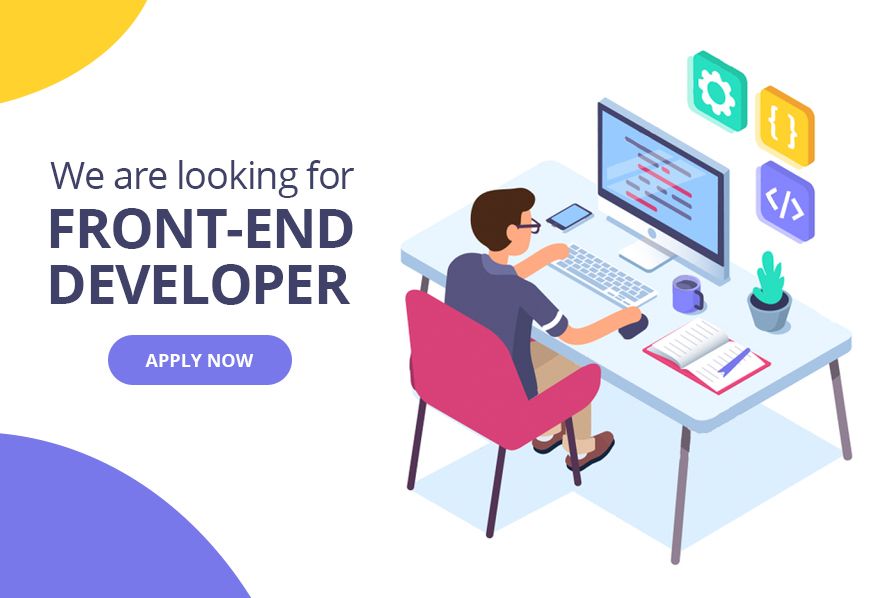 We are looking for
FRONT-END
DEVELOPER
APPLY NOW
{ }
</>